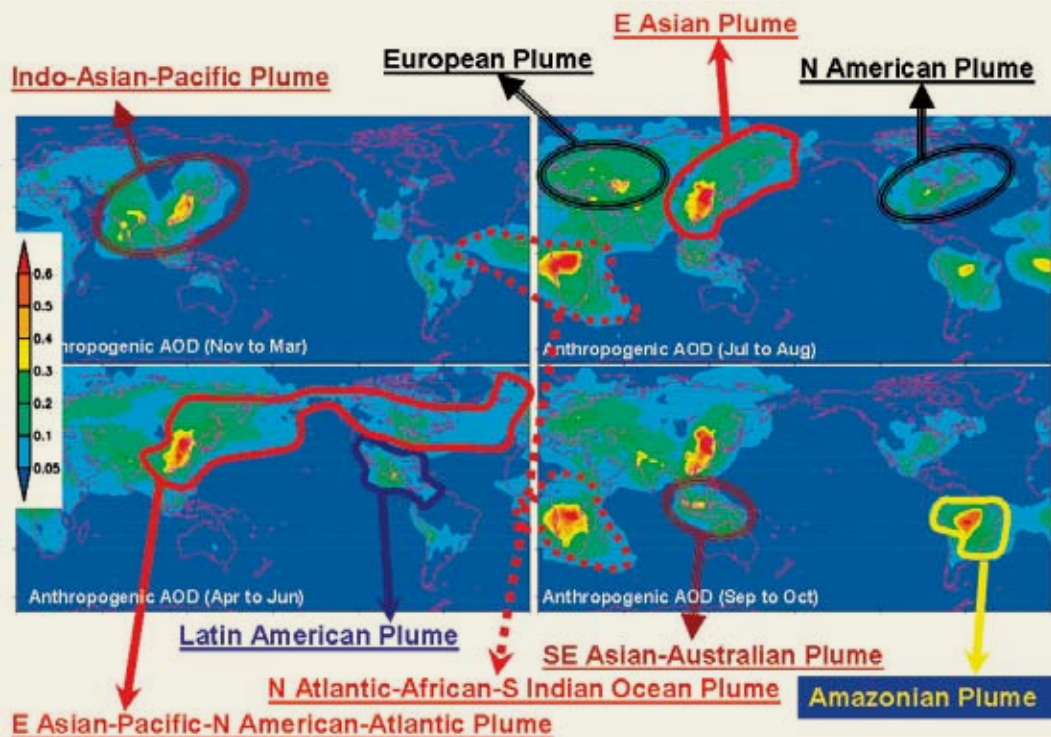 E Asian Plume
European Plume
N American Plume
Indo-Asian-Pacific Plume
0.6
0.5
0.4
0.3
0.2
0.1
0.05
nthropogenic AOD (Nov to Mar)
Anthropogenic AOD (Jul to Aug)
Anthropogenic AOD (Apr to Jun)
Anthropogenic AOD (Sep to Oct)
Latin American Plume
SE Asian-Australian Plume
N Atlantic-African-S Indian Ocean Plume
Amazonian Plume
E Asian-Pacific-N American-Atlantic Plume